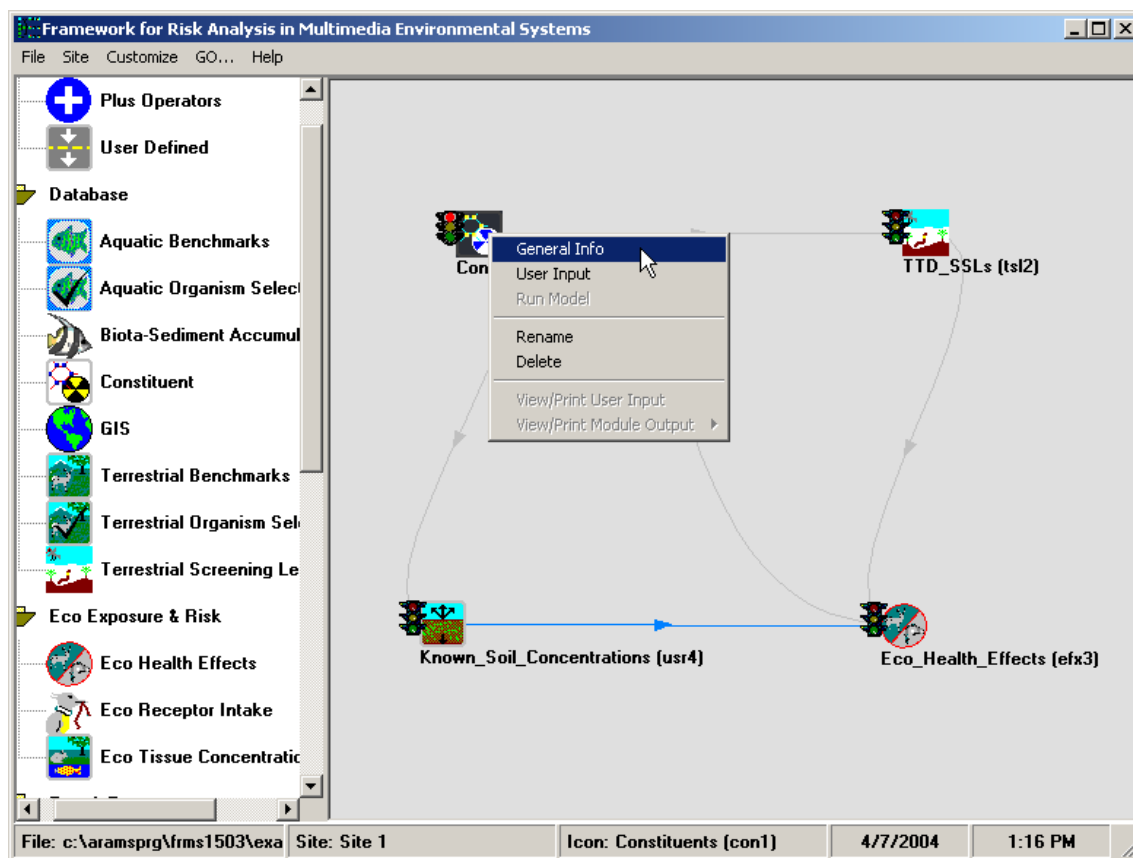 Framework for Risk Analysis in Multimedia Environmental Systems
File Site Customize GO... Help
Plus Operators
User Defined
Database
Aquatic Benchmarks
Aquatic Organism Select
Biota-Sediment Accumul
Constituent
GIS
Terrestrial Benchmarks
Terrestrial Organism Sel
Terrestrial Screening Le
Eco Exposure & Risk
Eco Health Effects
Eco Receptor Intake
Eco Tissue Concentratic
Con
General Info
User Input
Run Model
Rename
Delete
View/Print User Input
View/Print Module Output
TTD_SSLs (tsl2)
Known_Soil_Concentrations (usr4)
Eco_Health_Effects (efx3)
File: c:\aramsprg\frms1503\exa
Site: Site 1
Icon: Constituents (con1)
4/7/2004
1:16 PM